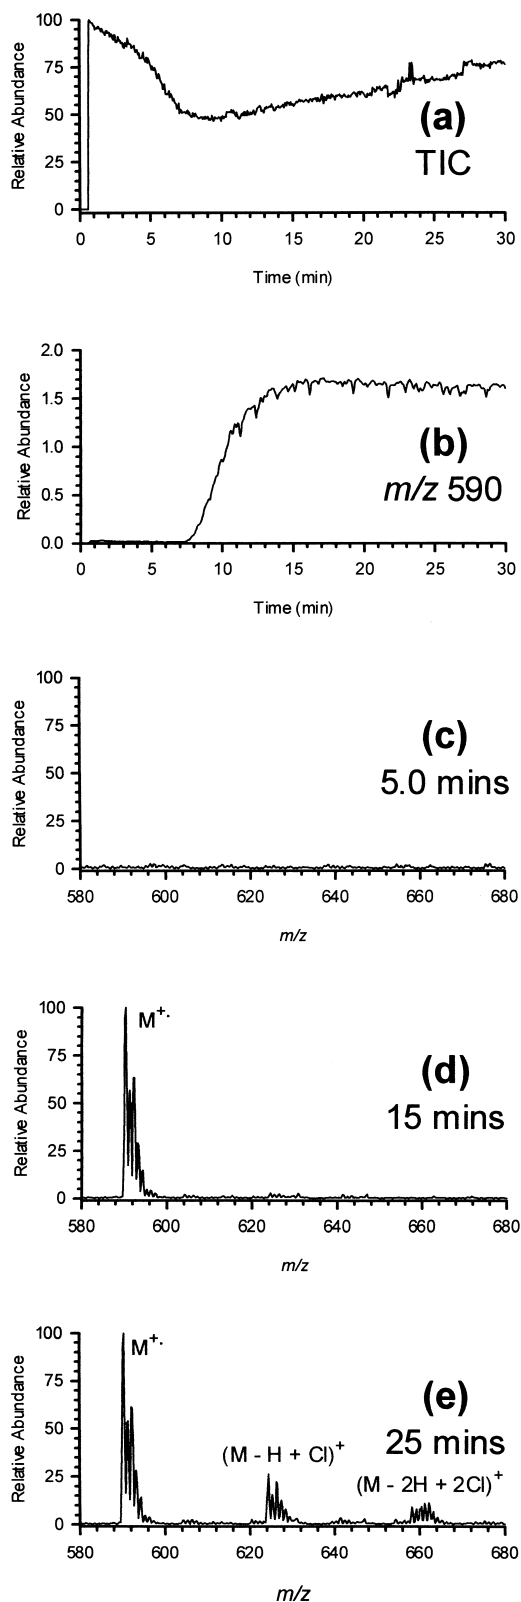 100
75
50
25
0
Relative Abundance
(a)
TIC
0 5 10 15 20 25 30
Time (min)
2.0
1.5
1.0
0.5
0.0
Relative Abundance
(b)
m/z 590
0 5 10 15 20 25 30
Time (min)
100
75
50
25
0
Relative Abundance
(c)
5.0 mins
580 600 620 640 660 680
m/z
100
75
50
25
0
Relative Abundance
M+·
(d)
15 mins
580 600 620 640 660 680
m/z
100
75
50
25
0
Relative Abundance
M+·
(e)
25 mins
(M - H + Cl)+
(M - 2H + 2Cl)+
580 600 620 640 660 680
m/z